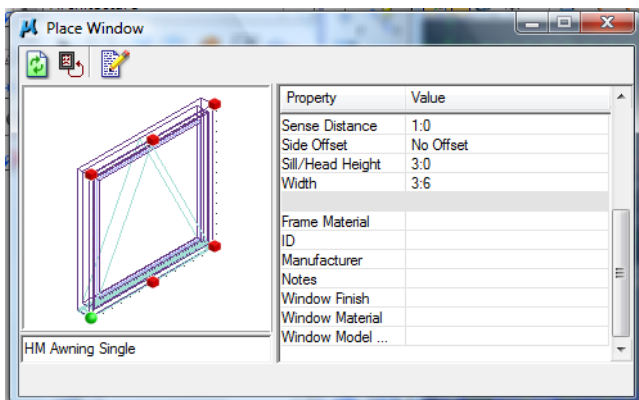 Place Window
Property Value
Sense Distance 1:0
Side Offset No Offset
Sill/Head Height 3:0
Width 3:6
Frame Material
ID
Manufacturer
Notes
Window Finish
Window Material
Window Model ...
HM Awning Single